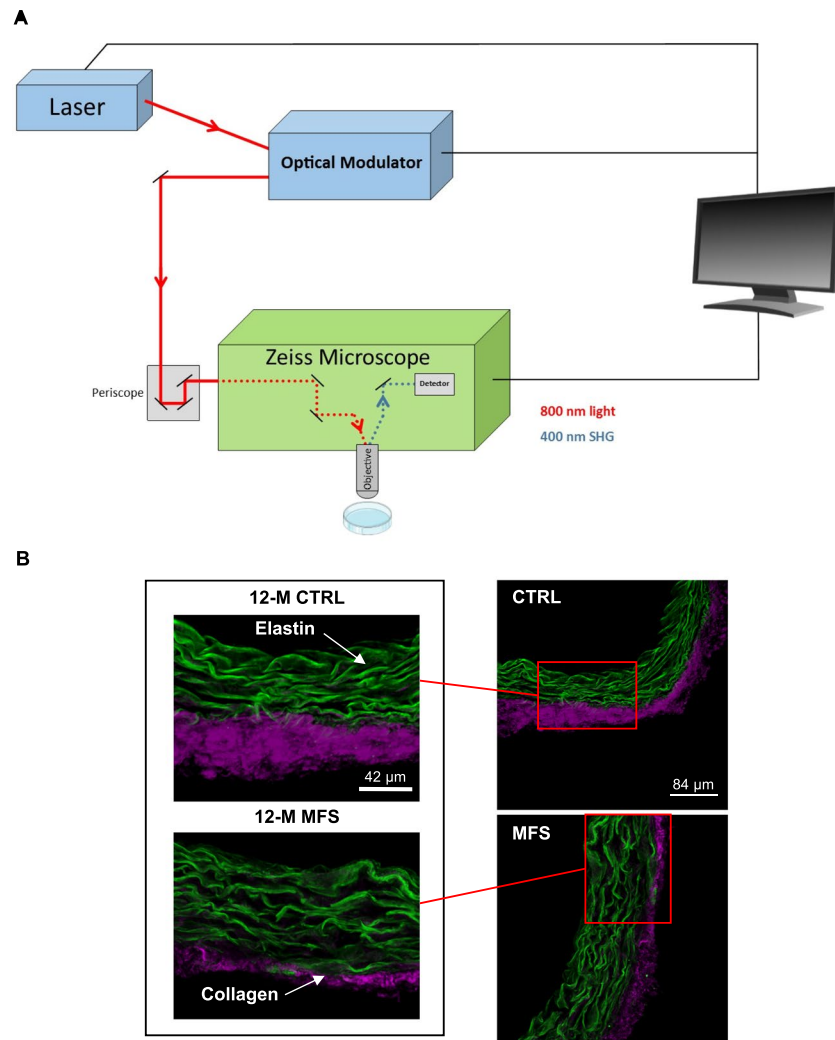 A
Laser
Optical Modulator
Zeiss Microscope
Detector
Periscope
800 nm light
400 nm SHG
Objective
B
12-M CTRL
Elastin
42 μm
CTRL
84 μm
12-M MFS
Collagen
MFS